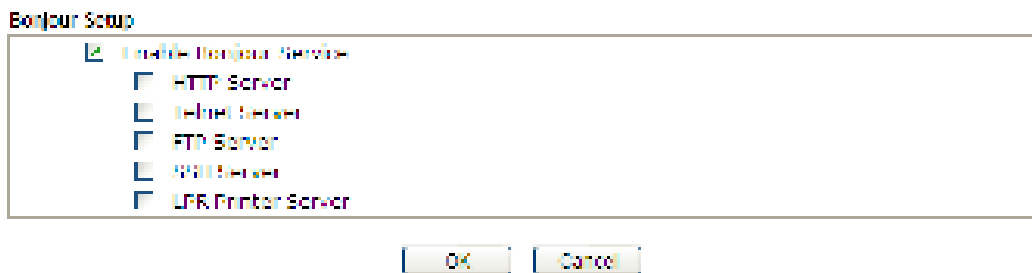 Bonjour Setup
Enable Bonjour Service
HTTP Server
Telnet Server
FTP Server
SSH Server
LPR Printer Server
OK Cancel